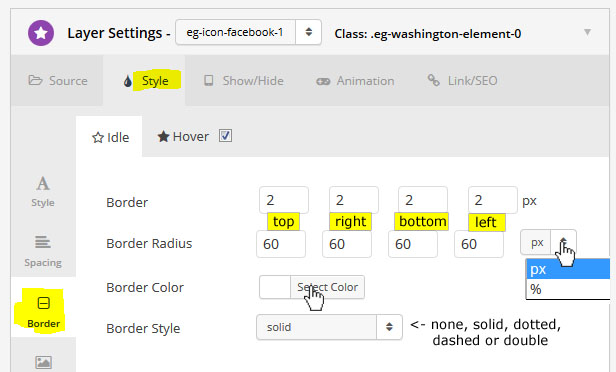 Layer Settings - eg-icon-facebook-1 Class: .eg-washington-element-0
Source Style Show/Hide Animation Link/SEO
Idle Hover
Style
Spacing
Border
Border 2 2 2 2 px
top right bottom left
Border Radius 60 60 60 60 px
px
%
Border Color Select Color
Border Style solid <- none, solid, dotted,
dashed or double